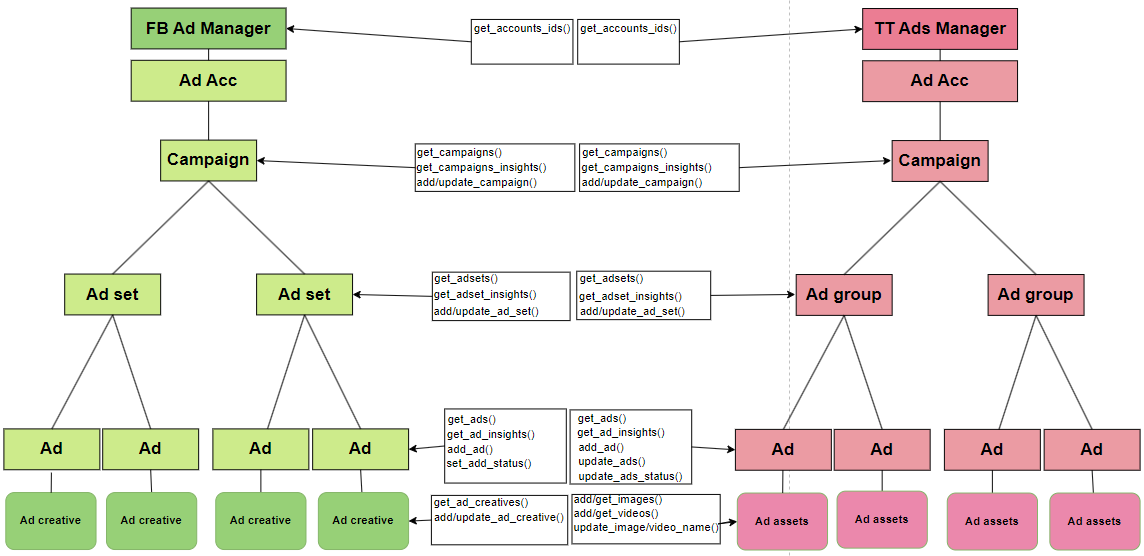 FB Ad Manager
get_accounts_ids()
get_accounts_ids()
TT Ads Manager
Ad Acc
Ad Acc
Campaign
get_campaigns()
get_campaigns_insights()
add/update_campaign()
get_campaigns()
get_campaigns_insights()
add/update_campaign()
Campaign
Ad set
Ad set
get_adsets()
get_adset_insights()
add/update_ad_set()
get_adsets()
get_adset_insights()
add/update_ad_set()
Ad group
Ad group
Ad
Ad
Ad
Ad
get_ads()
get_ad_insights()
add_ad()
set_add_status()
get_ads()
get_ad_insights()
add_ad()
update_ads()
update_ads_status()
Ad
Ad
Ad
Ad
Ad creative
Ad creative
Ad creative
Ad creative
get_ad_creatives()
add/update_ad_creative()
add/get_images()
add/get_videos()
update_image/video_name()
Ad assets
Ad assets
Ad assets
Ad assets